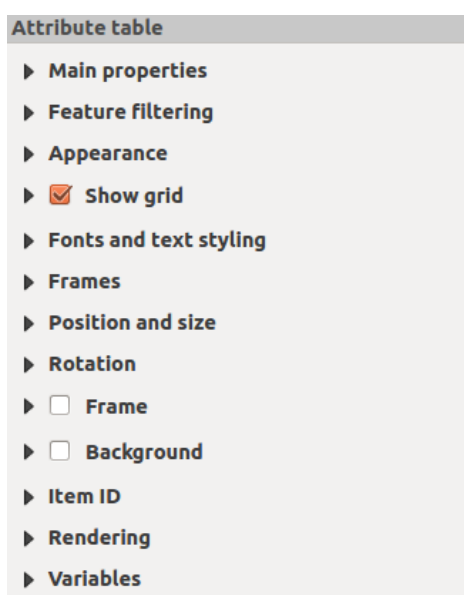 Attribute table
Main properties
Feature filtering
Appearance
Show grid
Fonts and text styling
Frames
Position and size
Rotation
Frame
Background
Item ID
Rendering
Variables